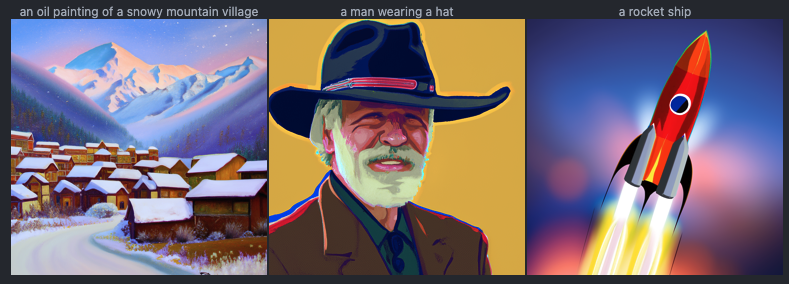 an oil painting of a snowy mountain village
a man wearing a hat
a rocket ship